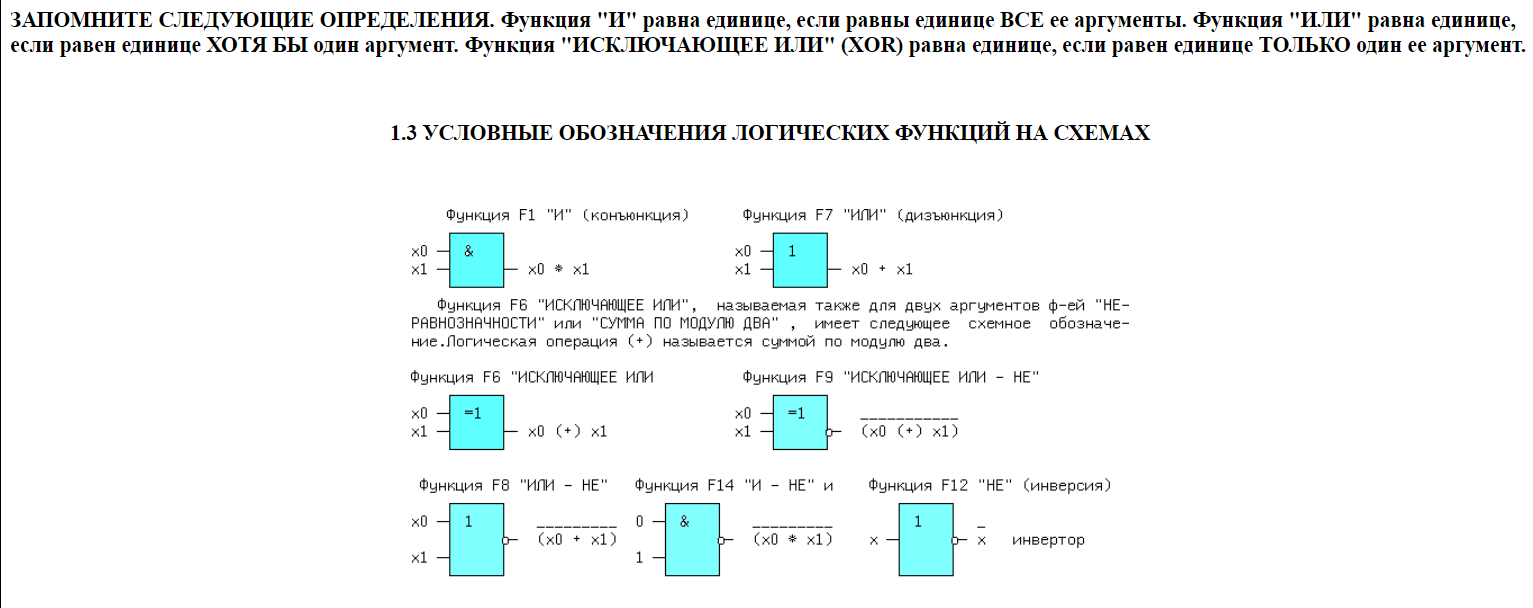 ЗАПОМНИТЕ СЛЕДУЮЩИЕ ОПРЕДЕЛЕНИЯ. Функция "И" равна единице, если равны единице ВСЕ ее аргументы. Функция "ИЛИ" равна единице,
если равен единице ХОТЯ БЫ один аргумент. Функция "ИСКЛЮЧАЮЩЕЕ ИЛИ" (XOR) равна единице, если равен единице ТОЛЬКО один ее аргумент.
1.3 УСЛОВНЫЕ ОБОЗНАЧЕНИЯ ЛОГИЧЕСКИХ ФУНКЦИЙ НА СХЕМАХ
Функция F1 "И" (конъюнкция) Функция F7 "ИЛИ" (дизъюнкция)
x0 & x0 1
x1 x0 * x1 x1 x0 + x1
Функция F6 "ИСКЛЮЧАЮЩЕЕ ИЛИ", называемая также для двух аргументов ф-ей "НЕ-
РАВНОЗНАЧНОСТИ" или "СУММА ПО МОДУЛЮ ДВА" , имеет следующее схемное обозначе-
ние.Логическая операция (+) называется суммой по модулю два.
Функция F6 "ИСКЛЮЧАЮЩЕЕ ИЛИ Функция F9 "ИСКЛЮЧАЮЩЕЕ ИЛИ - НЕ"
x0 =1 x0 =1 ___________
x1 x0 (+) x1 x1 (x0 (+) x1)
Функция F8 "ИЛИ - НЕ" Функция F14 "И - НЕ" и Функция F12 "НЕ" (инверсия)
x0 1 _________ 0 & _________ 1 _
(x0 + x1) (x0 * x1) x x инвертор
x1 1